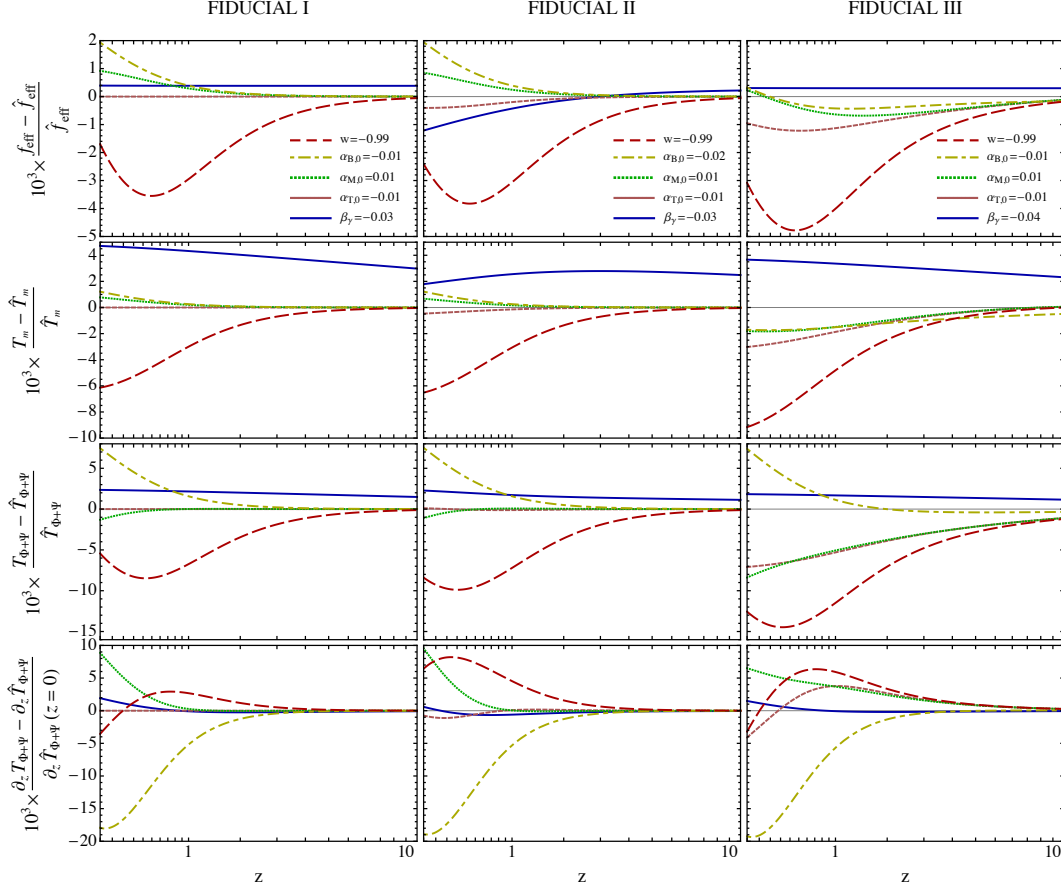 FIDUCIAL I FIDUCIAL II FIDUCIAL III
10³ × (f_eff − f̂_eff) / f̂_eff
2
1
0
−1
−2
−3
−4
−5
w=−0.99
α_B,0=−0.01
α_M,0=0.01
α_T,0=−0.01
β_γ=−0.03
w=−0.99
α_B,0=−0.02
α_M,0=0.01
α_T,0=−0.01
β_γ=−0.03
w=−0.99
α_B,0=−0.01
α_M,0=0.01
α_T,0=−0.01
β_γ=−0.04
10³ × (T_m − T̂_m) / T̂_m
4
2
0
−2
−4
−6
−8
−10
10³ × (T_Φ+Ψ − T̂_Φ+Ψ) / T̂_Φ+Ψ
5
0
−5
−10
−15
10³ × (∂_z T_Φ+Ψ − ∂_z T̂_Φ+Ψ) / ∂_z T̂_Φ+Ψ (z=0)
10
5
0
−5
−10
−15
−20
1 10 1 10 1 10
z z z